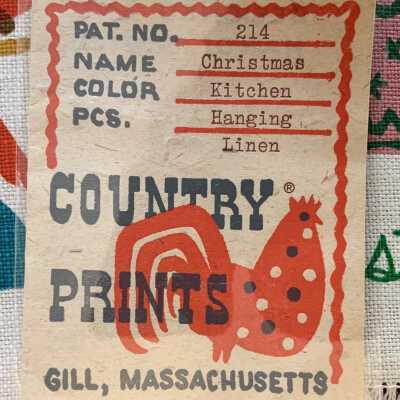 PAT. NO. 214
NAME Christmas
COLOR Kitchen
PCS. Hanging
Linen
COUNTRY®
PRINTS
GILL, MASSACHUSETTS